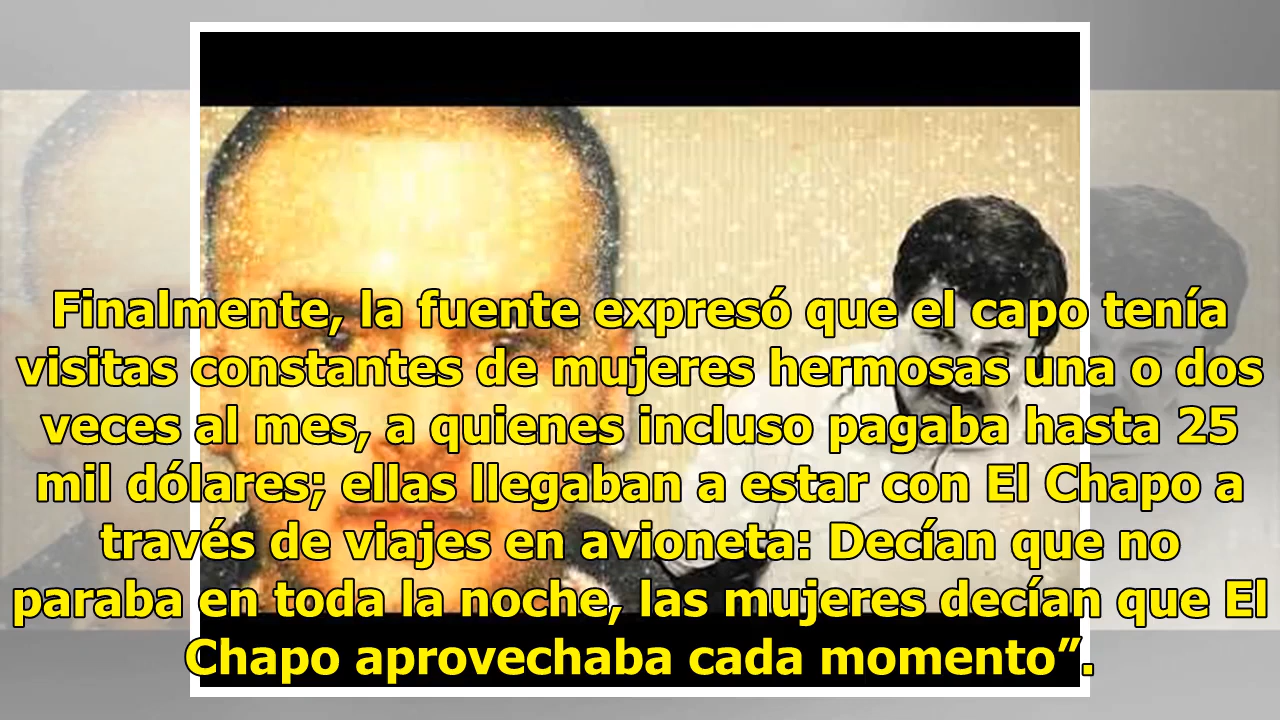 Finalmente, la fuente expresó que el capo tenía
visitas constantes de mujeres hermosas una o dos
veces al mes, a quienes incluso pagaba hasta 25
mil dólares; ellas llegaban a estar con El Chapo a
través de viajes en avioneta: Decían que no
paraba en toda la noche, las mujeres decían que El
Chapo aprovechaba cada momento”.